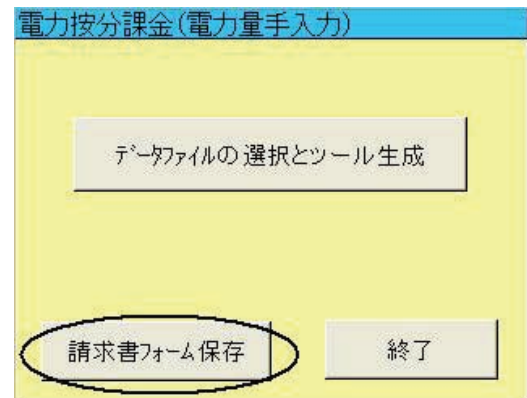 電力按分課金(電力量手入力)
ﾃﾞｰﾀﾌｧｲﾙの選択とツール生成
請求書ﾌｫｰﾑ保存
終了